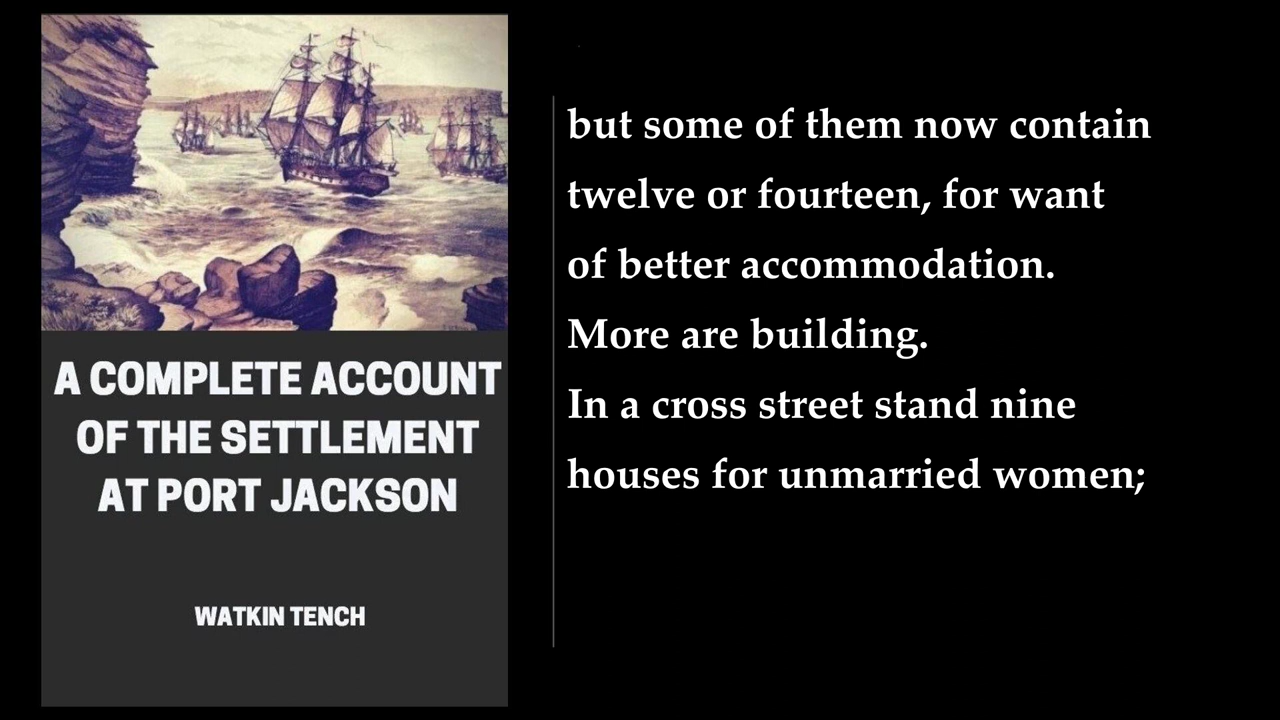 A COMPLETE ACCOUNT
OF THE SETTLEMENT
AT PORT JACKSON
WATKIN TENCH
but some of them now contain
twelve or fourteen, for want
of better accommodation.
More are building.
In a cross street stand nine
houses for unmarried women;